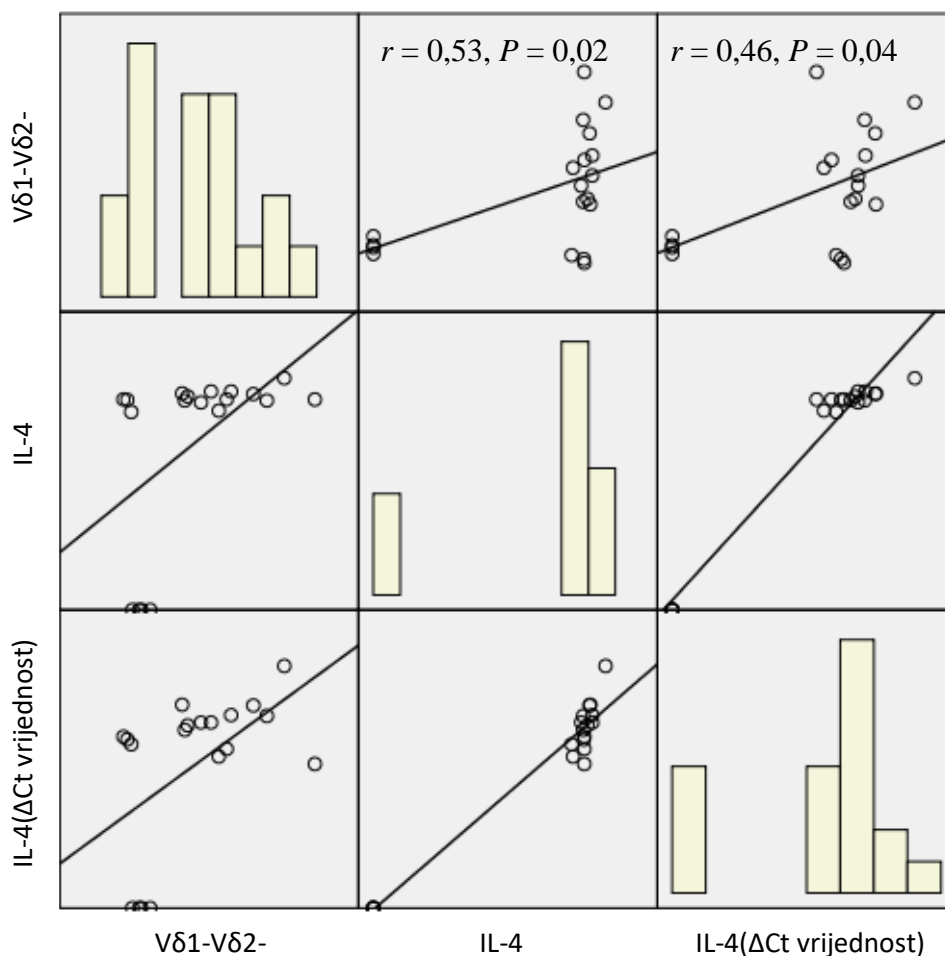 r = 0,53, P = 0,02
r = 0,46, P = 0,04
Vδ1-Vδ2-
IL-4
IL-4(ΔCt vrijednost)
Vδ1-Vδ2-
IL-4
IL-4(ΔCt vrijednost)